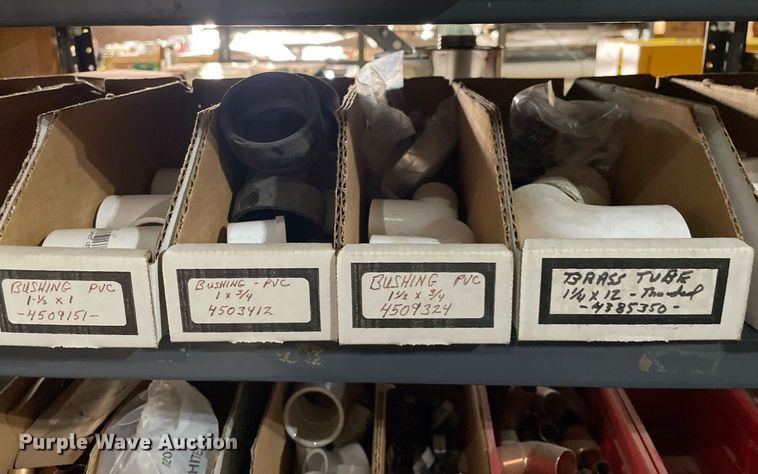 BUSHING PVC
1-½ x 1
-4509151-
BUSHING - PVC
1 x 3/4
4503412
BUSHING PVC
1½ x 3/4
4509324
BRASS TUBE
1¼ x 12 - Threaded
-4385350-
Purple Wave Auction